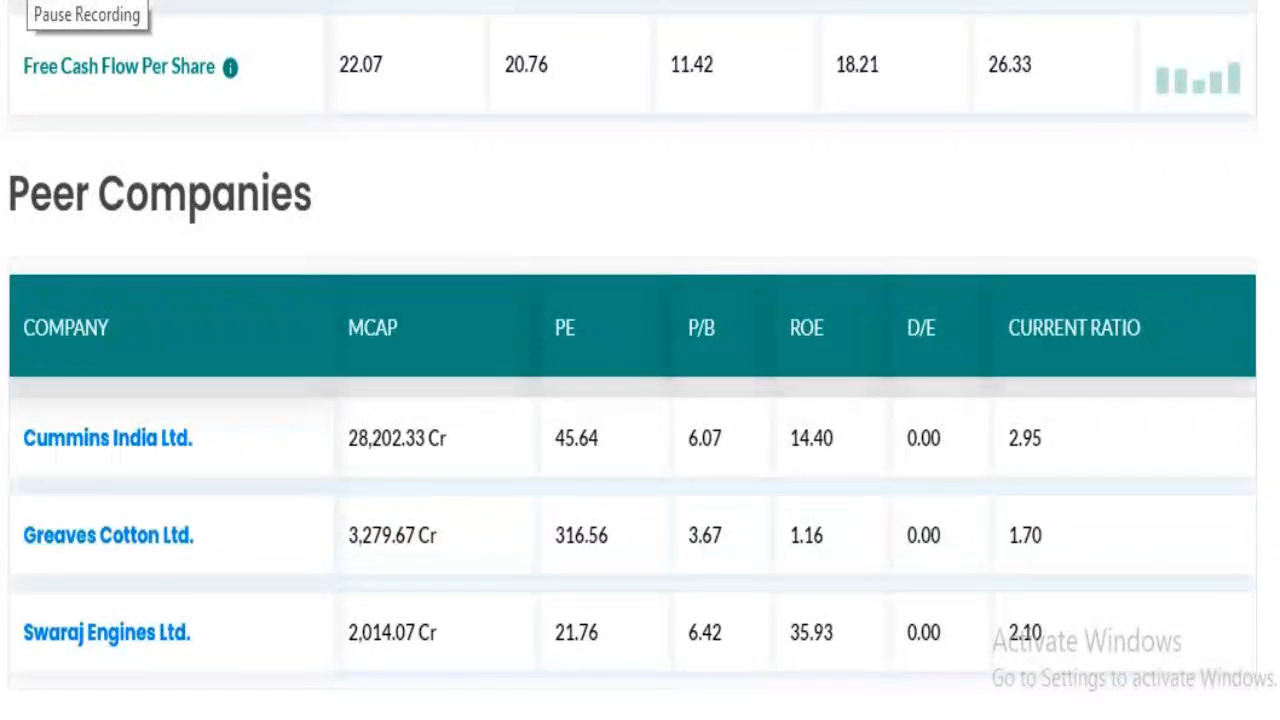 Pause Recording
Free Cash Flow Per Share 22.07 20.76 11.42 18.21 26.33
Peer Companies
COMPANY MCAP PE P/B ROE D/E CURRENT RATIO
Cummins India Ltd. 28,202.33 Cr 45.64 6.07 14.40 0.00 2.95
Greaves Cotton Ltd. 3,279.67 Cr 316.56 3.67 1.16 0.00 1.70
Swaraj Engines Ltd. 2,014.07 Cr 21.76 6.42 35.93 0.00 2.10
Activate Windows
Go to Settings to activate Windows.